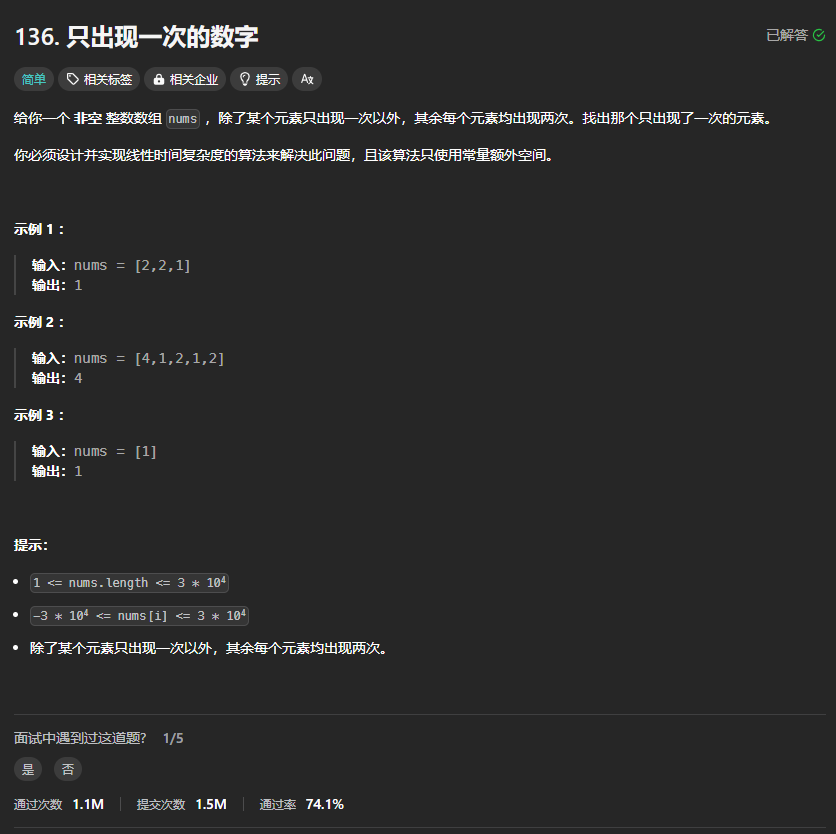 136. 只出现一次的数字
已解答
简单 相关标签 相关企业 提示 Az
给你一个 非空 整数数组 nums ，除了某个元素只出现一次以外，其余每个元素均出现两次。找出那个只出现了一次的元素。
你必须设计并实现线性时间复杂度的算法来解决此问题，且该算法只使用常量额外空间。
示例 1 ：
输入：nums = [2,2,1]
输出：1
示例 2 ：
输入：nums = [4,1,2,1,2]
输出：4
示例 3 ：
输入：nums = [1]
输出：1
提示：
1 <= nums.length <= 3 * 10⁴
-3 * 10⁴ <= nums[i] <= 3 * 10⁴
除了某个元素只出现一次以外，其余每个元素均出现两次。
面试中遇到过这道题? 1/5
是 否
通过次数 1.1M 提交次数 1.5M 通过率 74.1%